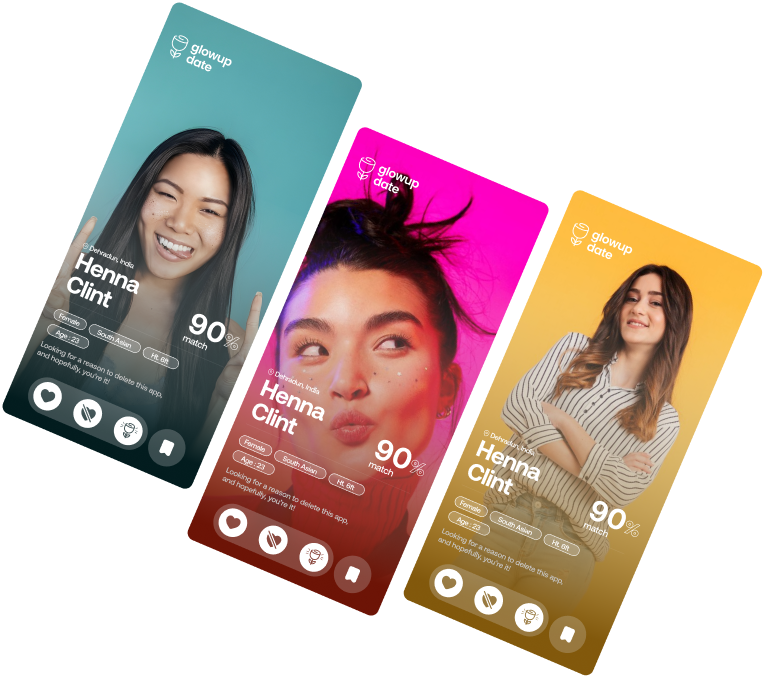 glowup
date
Dehradun, India
Henna
Clint
90%
match
Female
South Asian
Ht. 6ft
Age : 23
Looking for a reason to delete this app,
and hopefully, you're it!
glowup
date
Dehradun, India
Henna
Clint
90%
match
Female
South Asian
Ht. 6ft
Age : 23
Looking for a reason to delete this app,
and hopefully, you're it!
glowup
date
Dehradun, India
Henna
Clint
90%
match
Female
South Asian
Ht. 6ft
Age : 23
Looking for a reason to delete this app,
and hopefully, you're it!